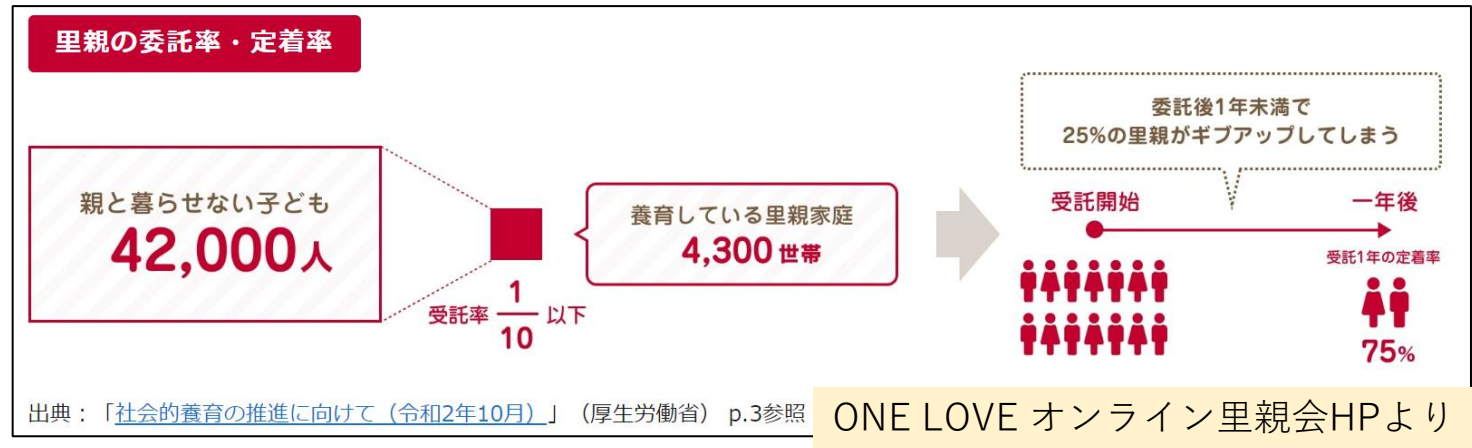 里親の委託率・定着率
親と暮らせない子ども
42,000人
受託率 1/10 以下
養育している里親家庭
4,300世帯
委託後1年未満で
25%の里親がギブアップしてしまう
受託開始
一年後
受託1年の定着率
75%
出典：「社会的養育の推進に向けて（令和2年10月）」（厚生労働省） p.3参照
ONE LOVE オンライン里親会HPより